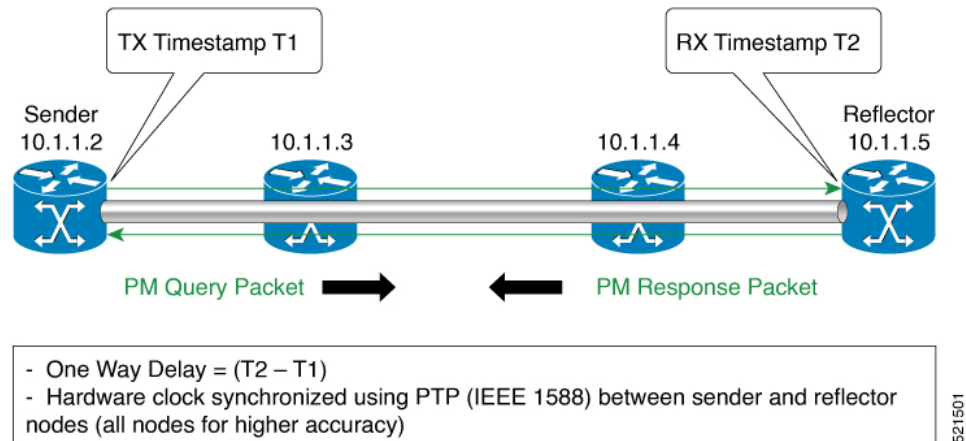 TX Timestamp T1
RX Timestamp T2
Sender
10.1.1.2
10.1.1.3
10.1.1.4
Reflector
10.1.1.5
PM Query Packet
PM Response Packet
- One Way Delay = (T2 – T1)
- Hardware clock synchronized using PTP (IEEE 1588) between sender and reflector
nodes (all nodes for higher accuracy)
521501